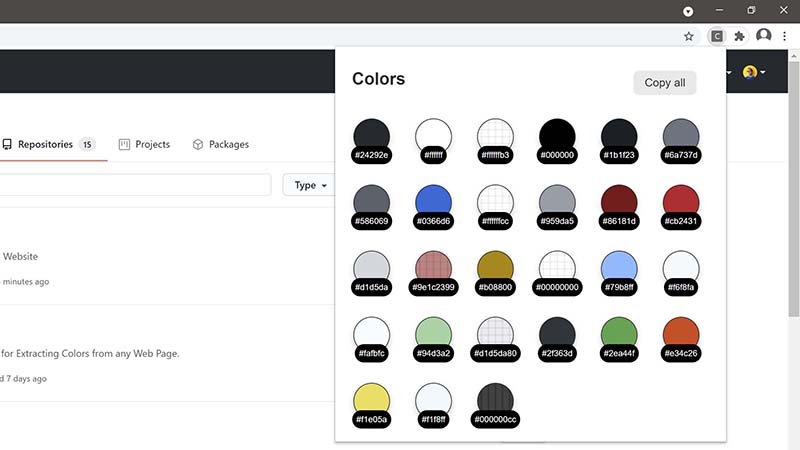 C
Colors
Copy all
#24292e #ffffff #ffffffb3 #000000 #1b1f23 #6a737d
Repositories 15 Projects Packages
#586069 #0366d6 #ffffffcc #959da5 #86181d #cb2431
Type
Website
minutes ago
#d1d5da #9e1c2399 #b08800 #00000000 #79b8ff #f6f8fa
#fafbfc #94d3a2 #d1d5da80 #2f363d #2ea44f #e34c26
for Extracting Colors from any Web Page.
d 7 days ago
#f1e05a #f1f8ff #000000cc